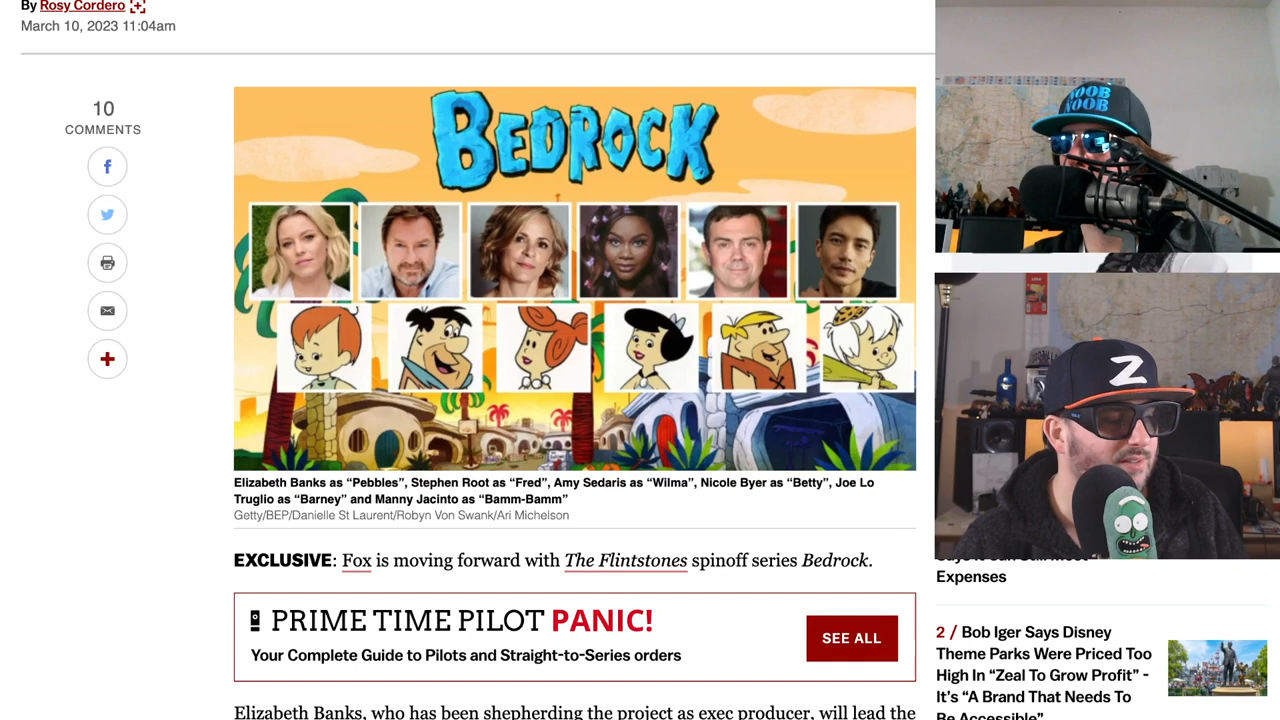 By Rosy Cordero
March 10, 2023 11:04am
10
COMMENTS
BEDROCK
Elizabeth Banks as “Pebbles”, Stephen Root as “Fred”, Amy Sedaris as “Wilma”, Nicole Byer as “Betty”, Joe Lo
Truglio as “Barney” and Manny Jacinto as “Bamm-Bamm”
Getty/BEP/Danielle St Laurent/Robyn Von Swank/Ari Michelson
EXCLUSIVE: Fox is moving forward with The Flintstones spinoff series Bedrock.
PRIME TIME PILOT PANIC!
Your Complete Guide to Pilots and Straight-to-Series orders
SEE ALL
Elizabeth Banks, who has been shepherding the project as exec producer, will lead the
NOOB
NOOB
Z
Expenses
2 / Bob Iger Says Disney
Theme Parks Were Priced Too
High In “Zeal To Grow Profit” -
It’s “A Brand That Needs To
Be Accessible”